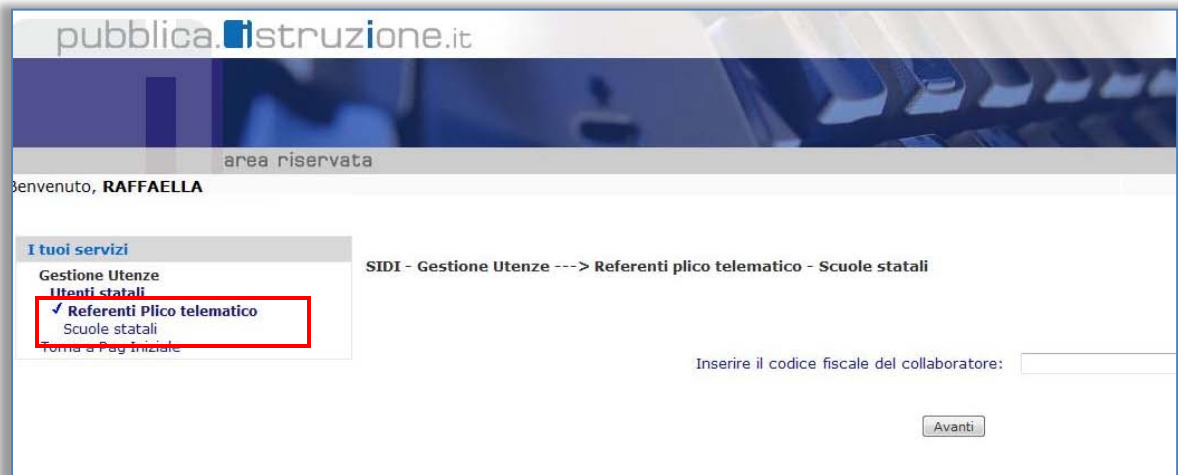 pubblica.istruzione.it
area riservata
Benvenuto, RAFFAELLA
I tuoi servizi
Gestione Utenze
Utenti statali
Referenti Plico telematico
Scuole statali
Torna a Pag Iniziale
SIDI - Gestione Utenze ---> Referenti plico telematico - Scuole statali
Inserire il codice fiscale del collaboratore:
Avanti